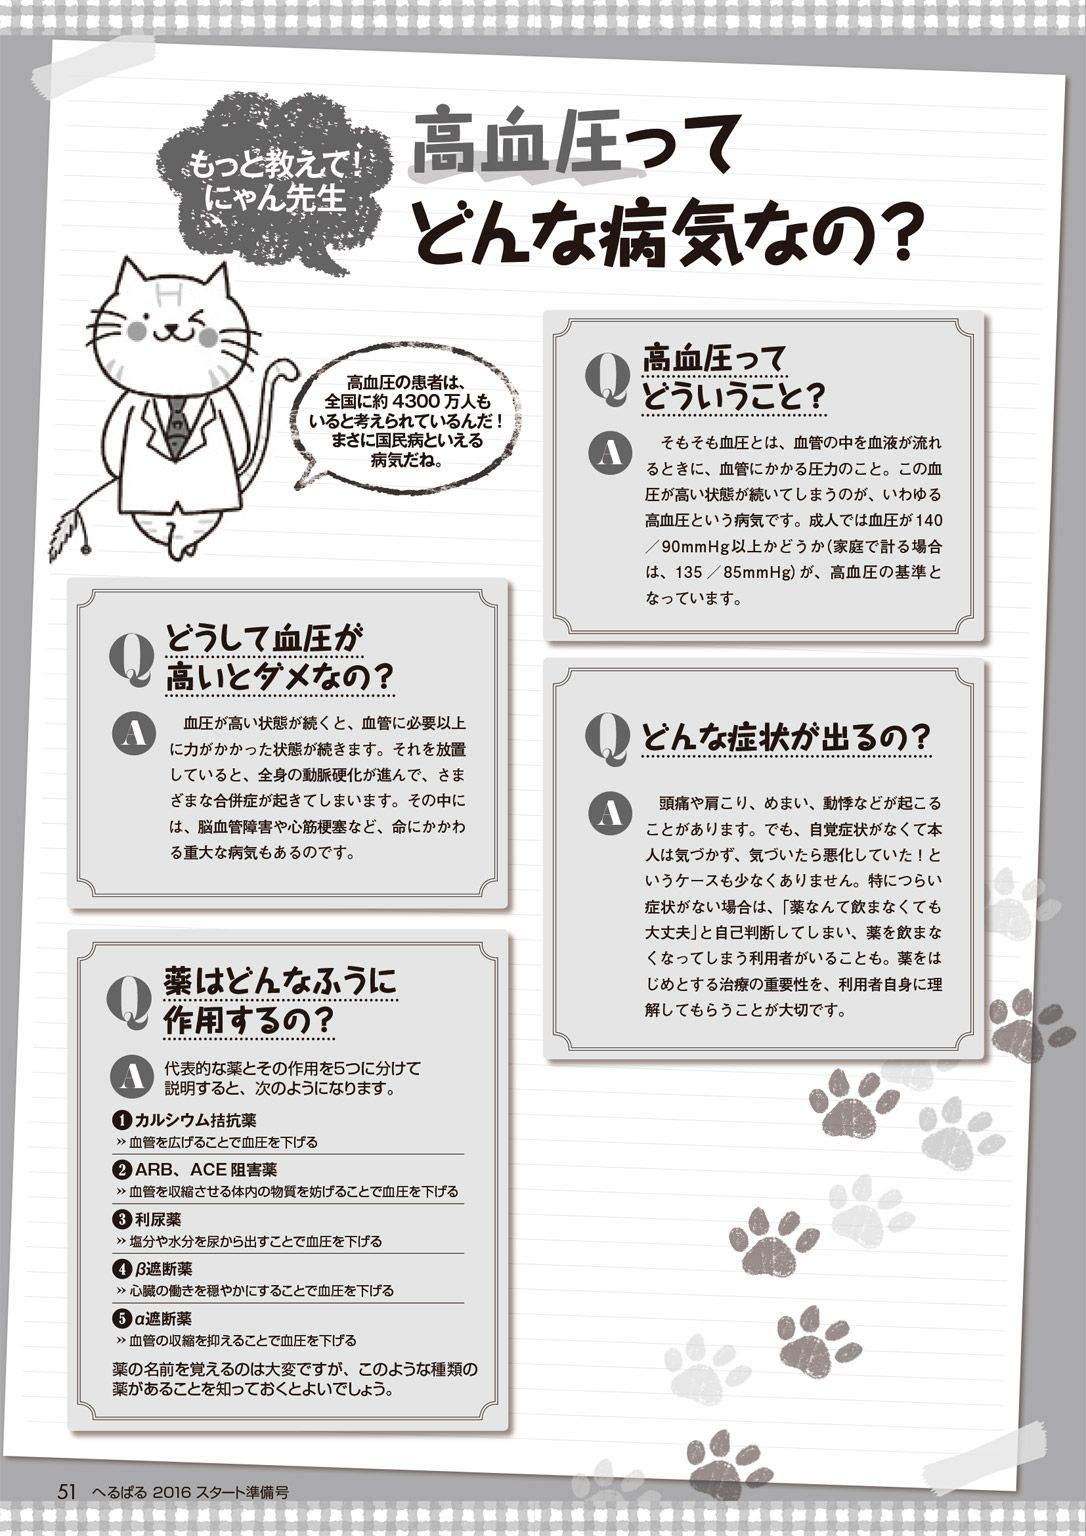 もっと教えて！
にゃん先生
高血圧って
どんな病気なの？
高血圧の患者は、
全国に約4300万人も
いると考えられているんだ！
まさに国民病といえる
病気だね。
Q 高血圧って
どういうこと？
A そもそも血圧とは、血管の中を血液が流れ
るときに、血管にかかる圧力のこと。この血
圧が高い状態が続いてしまうのが、いわゆる
高血圧という病気です。成人では血圧が140
／90mmHg以上かどうか（家庭で計る場合
は、135／85mmHg）が、高血圧の基準と
なっています。
Q どうして血圧が
高いとダメなの？
A 血圧が高い状態が続くと、血管に必要以上
に力がかかった状態が続きます。それを放置
していると、全身の動脈硬化が進んで、さま
ざまな合併症が起きてしまいます。その中に
は、脳血管障害や心筋梗塞など、命にかかわ
る重大な病気もあるのです。
Q どんな症状が出るの？
A 頭痛や肩こり、めまい、動悸などが起こる
ことがあります。でも、自覚症状がなくて本
人は気づかず、気づいたら悪化していた！と
いうケースも少なくありません。特につらい
症状がない場合は、「薬なんて飲まなくても
大丈夫」と自己判断してしまい、薬を飲まな
くなってしまう利用者がいることも。薬をは
じめとする治療の重要性を、利用者自身に理
解してもらうことが大切です。
Q 薬はどんなふうに
作用するの？
A 代表的な薬とその作用を5つに分けて
説明すると、次のようになります。
❶カルシウム拮抗薬
» 血管を広げることで血圧を下げる
❷ARB、ACE阻害薬
» 血管を収縮させる体内の物質を妨げることで血圧を下げる
❸利尿薬
» 塩分や水分を尿から出すことで血圧を下げる
❹β遮断薬
» 心臓の働きを穏やかにすることで血圧を下げる
❺α遮断薬
» 血管の収縮を抑えることで血圧を下げる
薬の名前を覚えるのは大変ですが、このような種類の
薬があることを知っておくとよいでしょう。
51 へるぱる 2016 スタート準備号